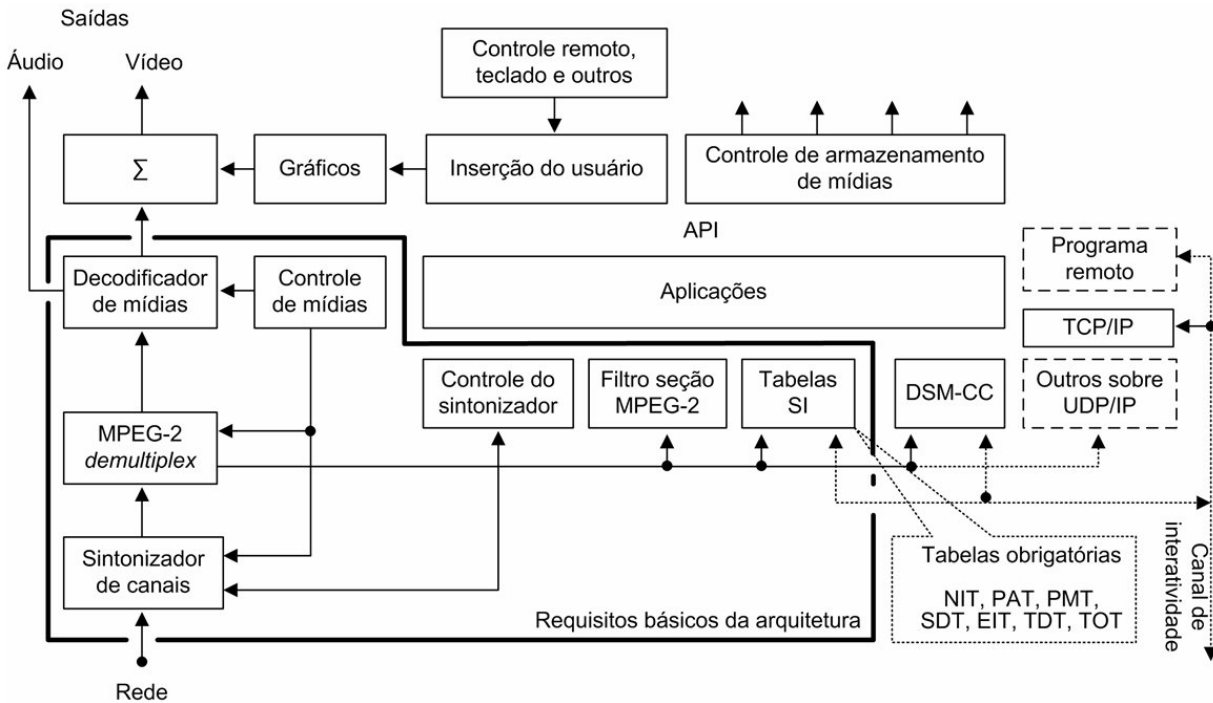 Saídas
Áudio
Vídeo
Controle remoto,
teclado e outros
Σ
Gráficos
Inserção do usuário
Controle de armazenamento
de mídias
API
Decodificador
de mídias
Controle
de mídias
Aplicações
Programa
remoto
TCP/IP
Controle do
sintonizador
Filtro seção
MPEG-2
Tabelas
SI
DSM-CC
Outros sobre
UDP/IP
MPEG-2
demultiplex
Sintonizador
de canais
Tabelas obrigatórias
NIT, PAT, PMT,
SDT, EIT, TDT, TOT
Canal de
interatividade
Requisitos básicos da arquitetura
Rede